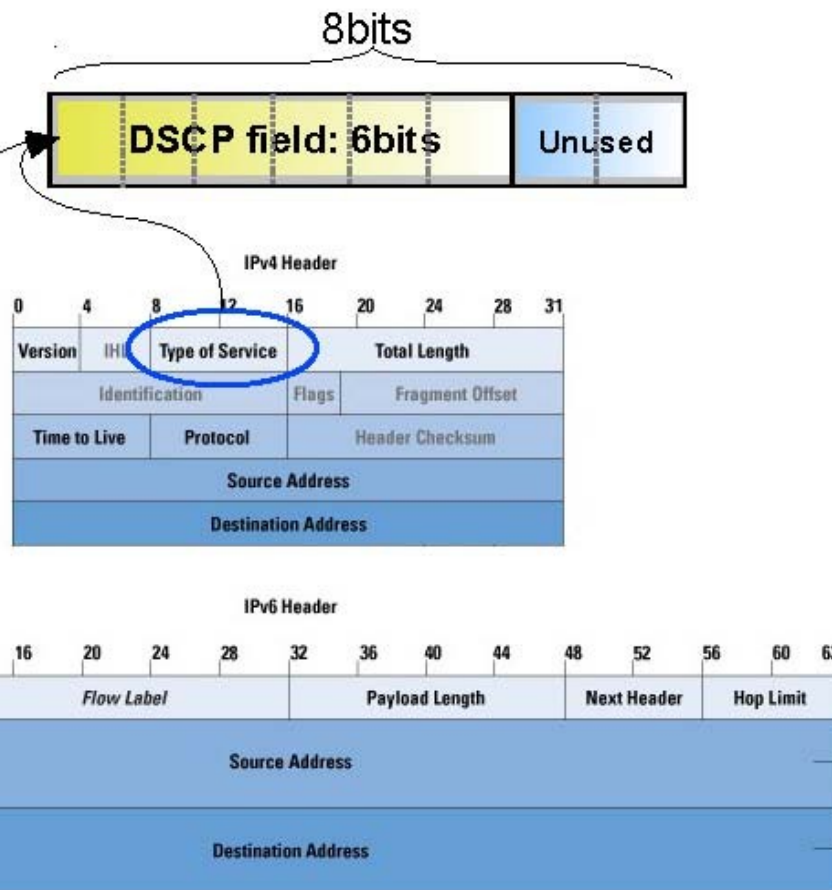 8bits
DSCP field: 6bits Unused
IPv4 Header
0 4 8 12 16 20 24 28 31
Version IHL Type of Service Total Length
Identification Flags Fragment Offset
Time to Live Protocol Header Checksum
Source Address
Destination Address
IPv6 Header
16 20 24 28 32 36 40 44 48 52 56 60 63
Flow Label Payload Length Next Header Hop Limit
Source Address
Destination Address